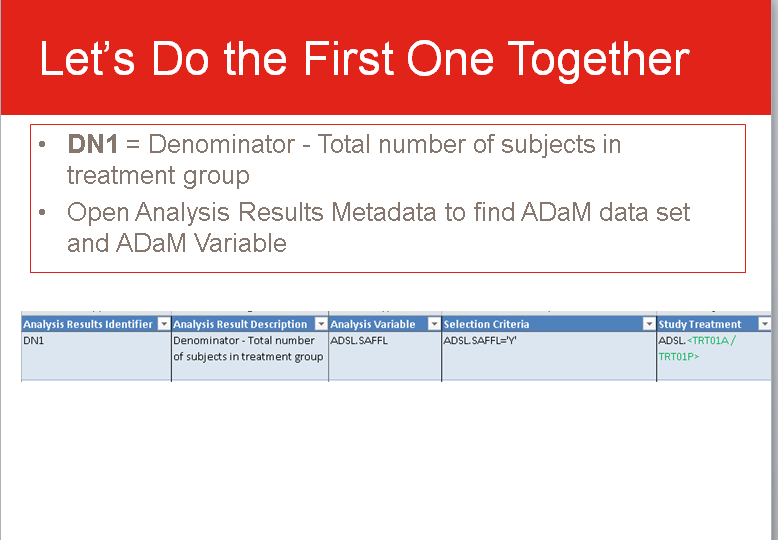 Let's Do the First One Together
• DN1 = Denominator - Total number of subjects in
treatment group
• Open Analysis Results Metadata to find ADaM data set
and ADaM Variable
Analysis Results Identifier Analysis Result Description Analysis Variable Selection Criteria Study Treatment
DN1 Denominator - Total number ADSL.SAFFL ADSL.SAFFL='Y' ADSL.<TRT01A /
of subjects in treatment group TRT01P>